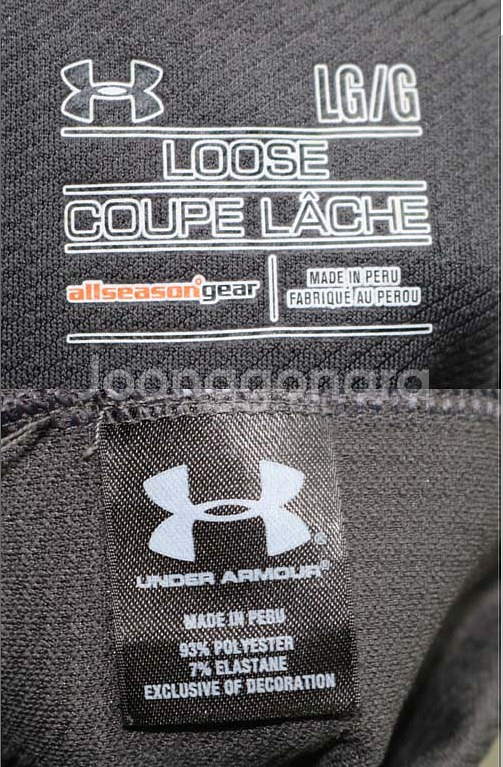 LG/G
LOOSE
COUPE LÂCHE
allseasongear
MADE IN PERU
FABRIQUÉ AU PEROU
Joonggonara
UNDER ARMOUR®
MADE IN PERU
93% POLYESTER
7% ELASTANE
EXCLUSIVE OF DECORATION